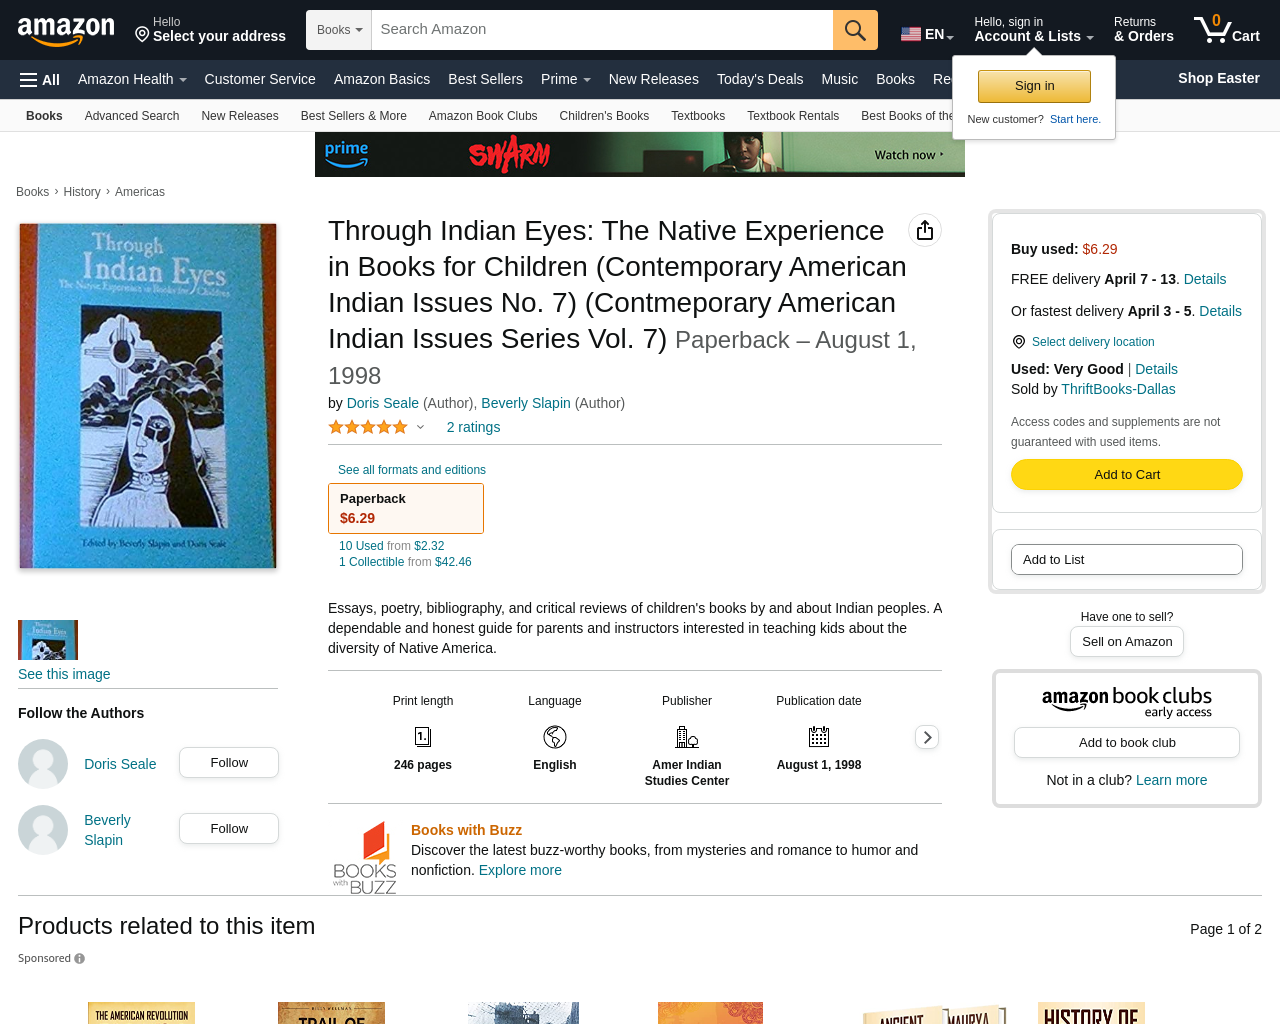 amazon
Hello
Select your address
Books
Search Amazon
EN
Hello, sign in
Account & Lists
Returns
& Orders
0
Cart
All
Amazon Health
Customer Service
Amazon Basics
Best Sellers
Prime
New Releases
Today's Deals
Music
Books
Shop Easter
Sign in
New customer? Start here.
Books
Advanced Search
New Releases
Best Sellers & More
Amazon Book Clubs
Children's Books
Textbooks
Textbook Rentals
Best Books of the
prime
SWARM
Watch now
Books › History › Americas
Through
Indian Eyes
The Native Experience in Books for Children
Edited by Beverly Slapin and Doris Seale
See this image
Follow the Authors
Doris Seale
Follow
Beverly
Slapin
Follow
Through Indian Eyes: The Native Experience
in Books for Children (Contemporary American
Indian Issues No. 7) (Contmeporary American
Indian Issues Series Vol. 7) Paperback – August 1,
1998
by Doris Seale (Author), Beverly Slapin (Author)
2 ratings
See all formats and editions
Paperback
$6.29
10 Used from $2.32
1 Collectible from $42.46
Essays, poetry, bibliography, and critical reviews of children's books by and about Indian peoples. A
dependable and honest guide for parents and instructors interested in teaching kids about the
diversity of Native America.
Print length
246 pages
Language
English
Publisher
Amer Indian
Studies Center
Publication date
August 1, 1998
BOOKS
with BUZZ
Books with Buzz
Discover the latest buzz-worthy books, from mysteries and romance to humor and
nonfiction. Explore more
Buy used: $6.29
FREE delivery April 7 - 13. Details
Or fastest delivery April 3 - 5. Details
Select delivery location
Used: Very Good | Details
Sold by ThriftBooks-Dallas
Access codes and supplements are not
guaranteed with used items.
Add to Cart
Add to List
Have one to sell?
Sell on Amazon
amazon book clubs
early access
Add to book club
Not in a club? Learn more
Products related to this item
Page 1 of 2
Sponsored
THE AMERICAN REVOLUTION
BILLY WELLMAN
TRAIL OF
ANCIENT
MAURYA
HISTORY OF